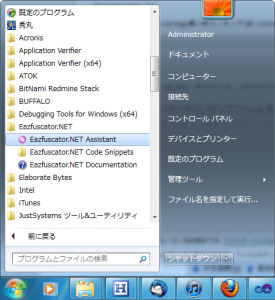 既定のプログラム
秀丸
Acronis
Application Verifier
Application Verifier (x64)
ATOK
BitNami Redmine Stack
BUFFALO
Debugging Tools for Windows (x64)
Eazfuscator.NET
Eazfuscator.NET Assistant
Eazfuscator.NET Code Snippets
Eazfuscator.NET Documentation
Elaborate Bytes
Intel
iTunes
JustSystems ツール&ユーティリティ
前に戻る
プログラムとファイルの検索
Administrator
ドキュメント
コンピューター
接続先
コントロール パネル
デバイスとプリンター
既定のプログラム
管理ツール
ファイル名を指定して実行...
シャットダウン